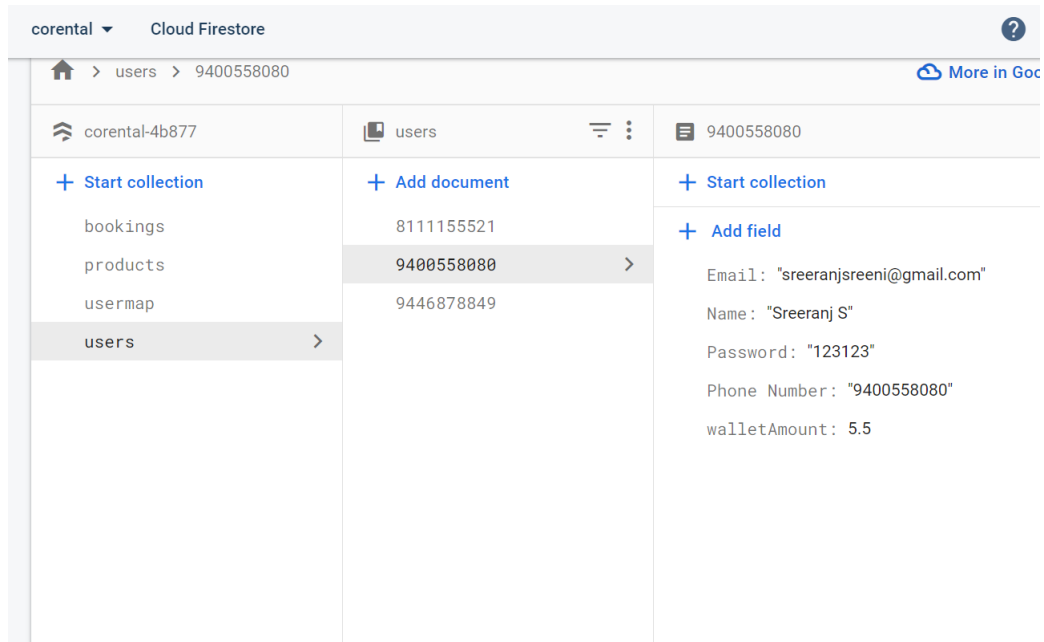 corental Cloud Firestore
users > 9400558080 More in Goo
corental-4b877
users
9400558080
+ Start collection
bookings
products
usermap
users
+ Add document
8111155521
9400558080
9446878849
+ Start collection
+ Add field
Email: "sreeranjsreeni@gmail.com"
Name: "Sreeranj S"
Password: "123123"
Phone Number: "9400558080"
walletAmount: 5.5